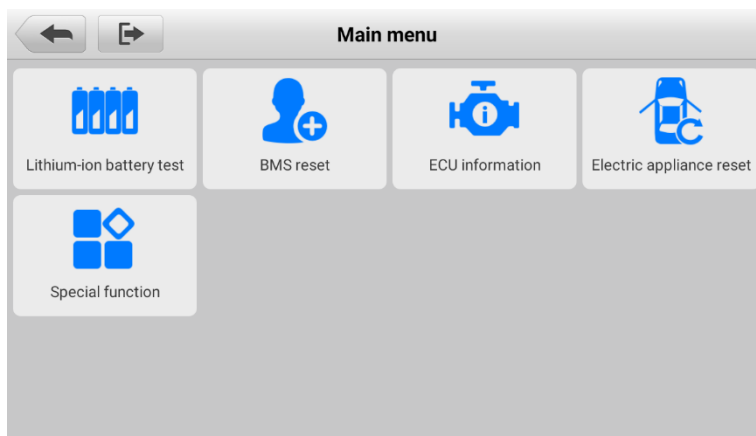 Main menu
Lithium-ion battery test
BMS reset
ECU information
Electric appliance reset
Special function